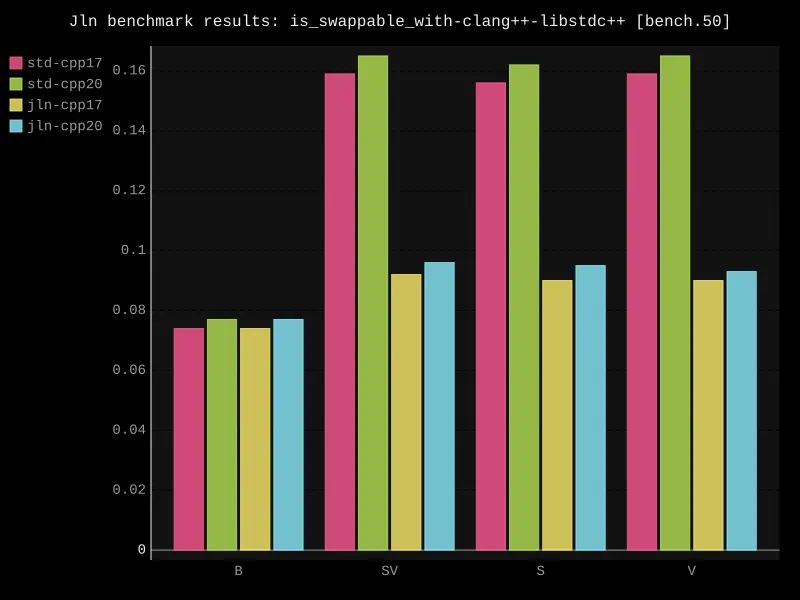 Jln benchmark results: is_swappable_with-clang++-libstdc++ [bench.50]
std-cpp17
std-cpp20
jln-cpp17
jln-cpp20
0.16
0.14
0.12
0.1
0.08
0.06
0.04
0.02
0
B SV S V